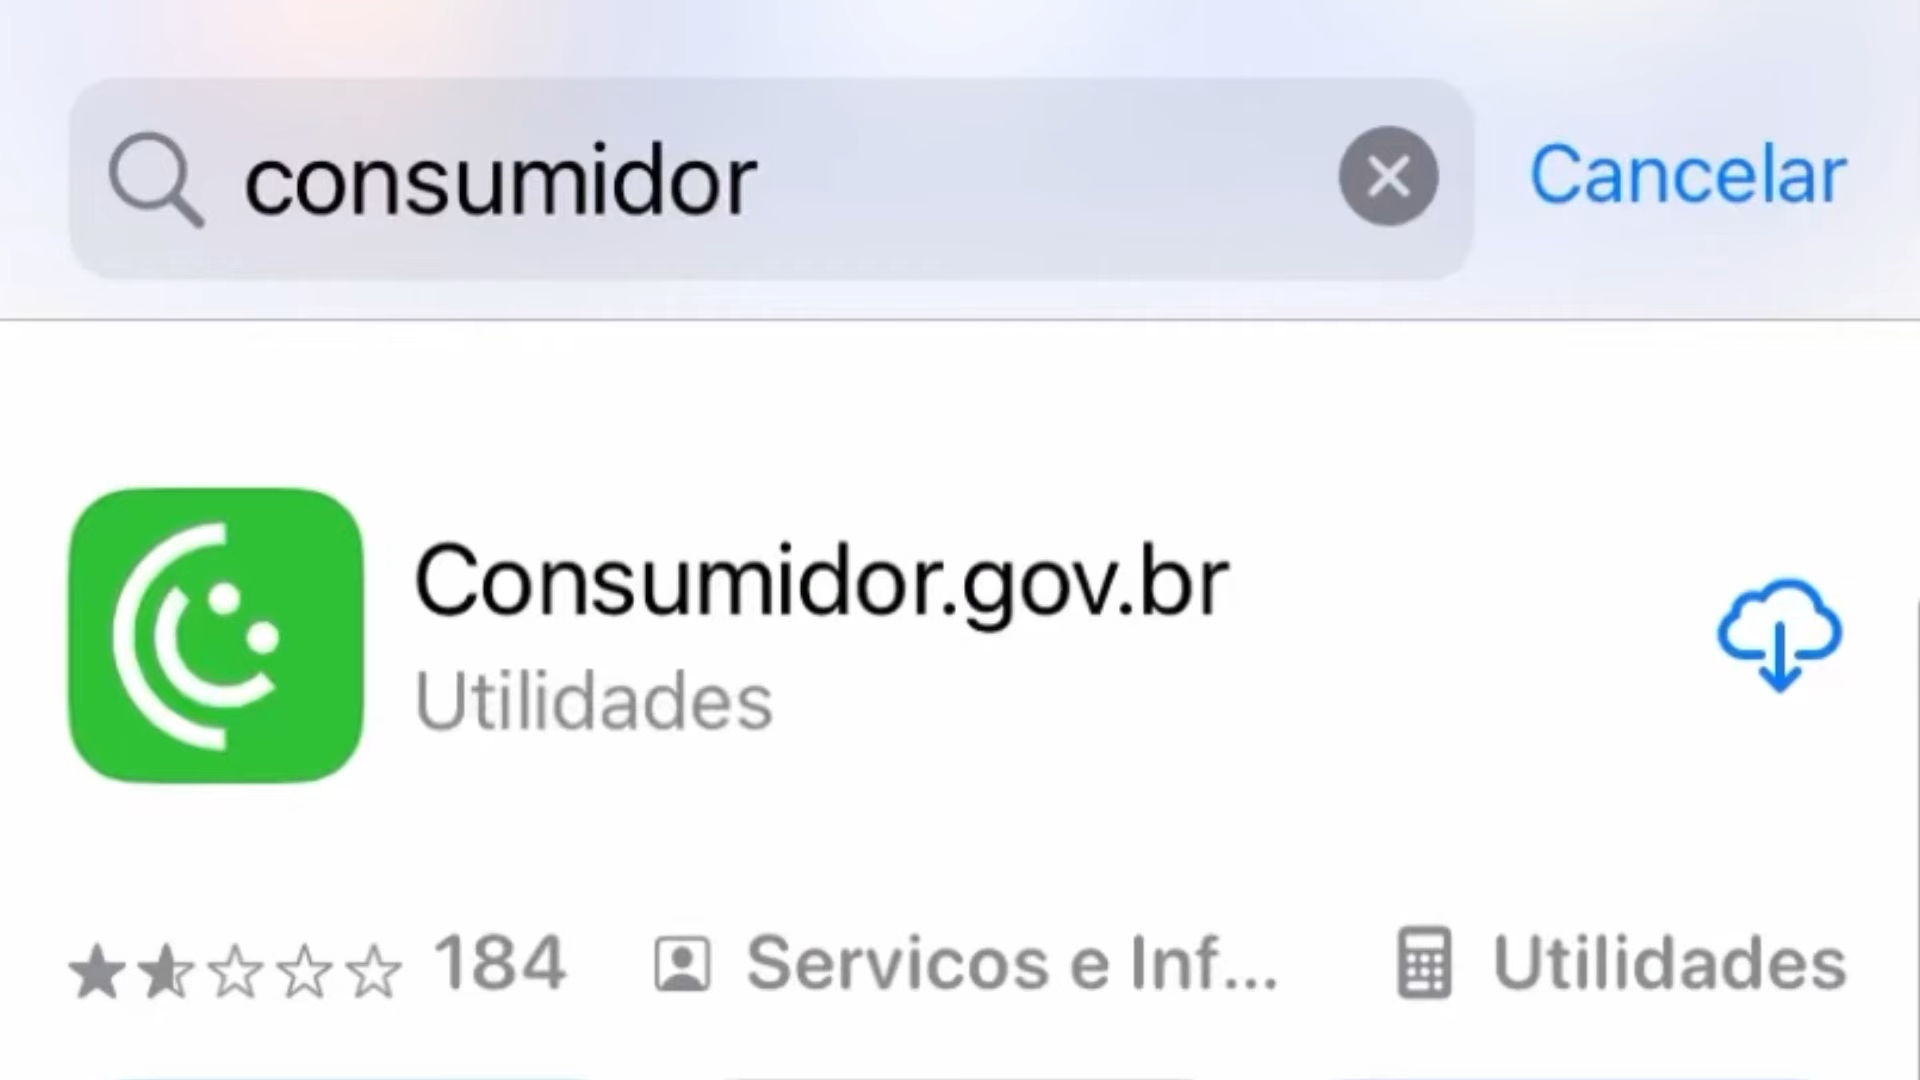 consumidor
Cancelar
Consumidor.gov.br
Utilidades
184
Servicos e Inf...
Utilidades